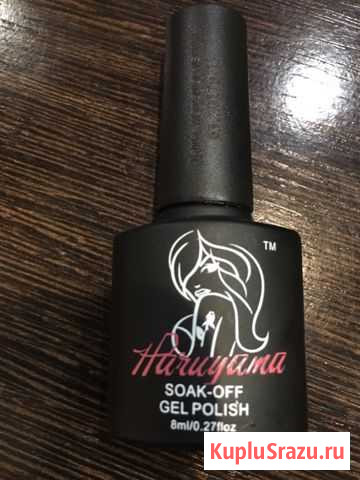 TM
Haruyama
SOAK-OFF
GEL POLISH
8ml/0.27floz
KupluSrazu.ru